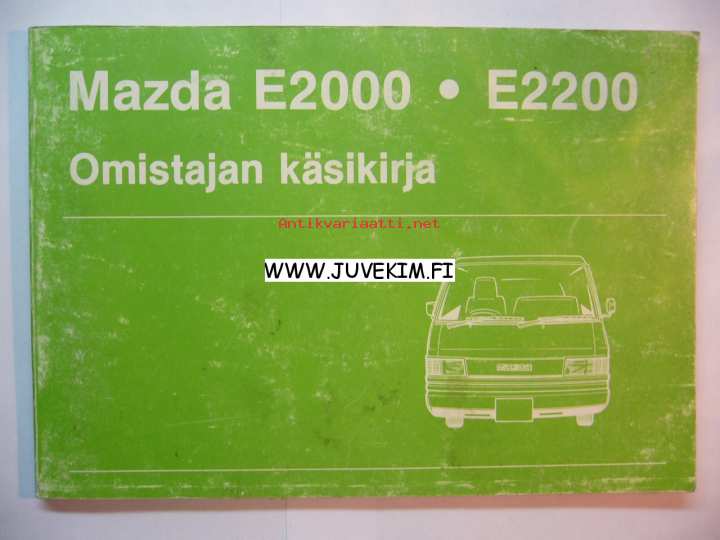 Mazda E2000 • E2200
Omistajan käsikirja
Antikvariaatti.net
WWW.JUVEKIM.FI